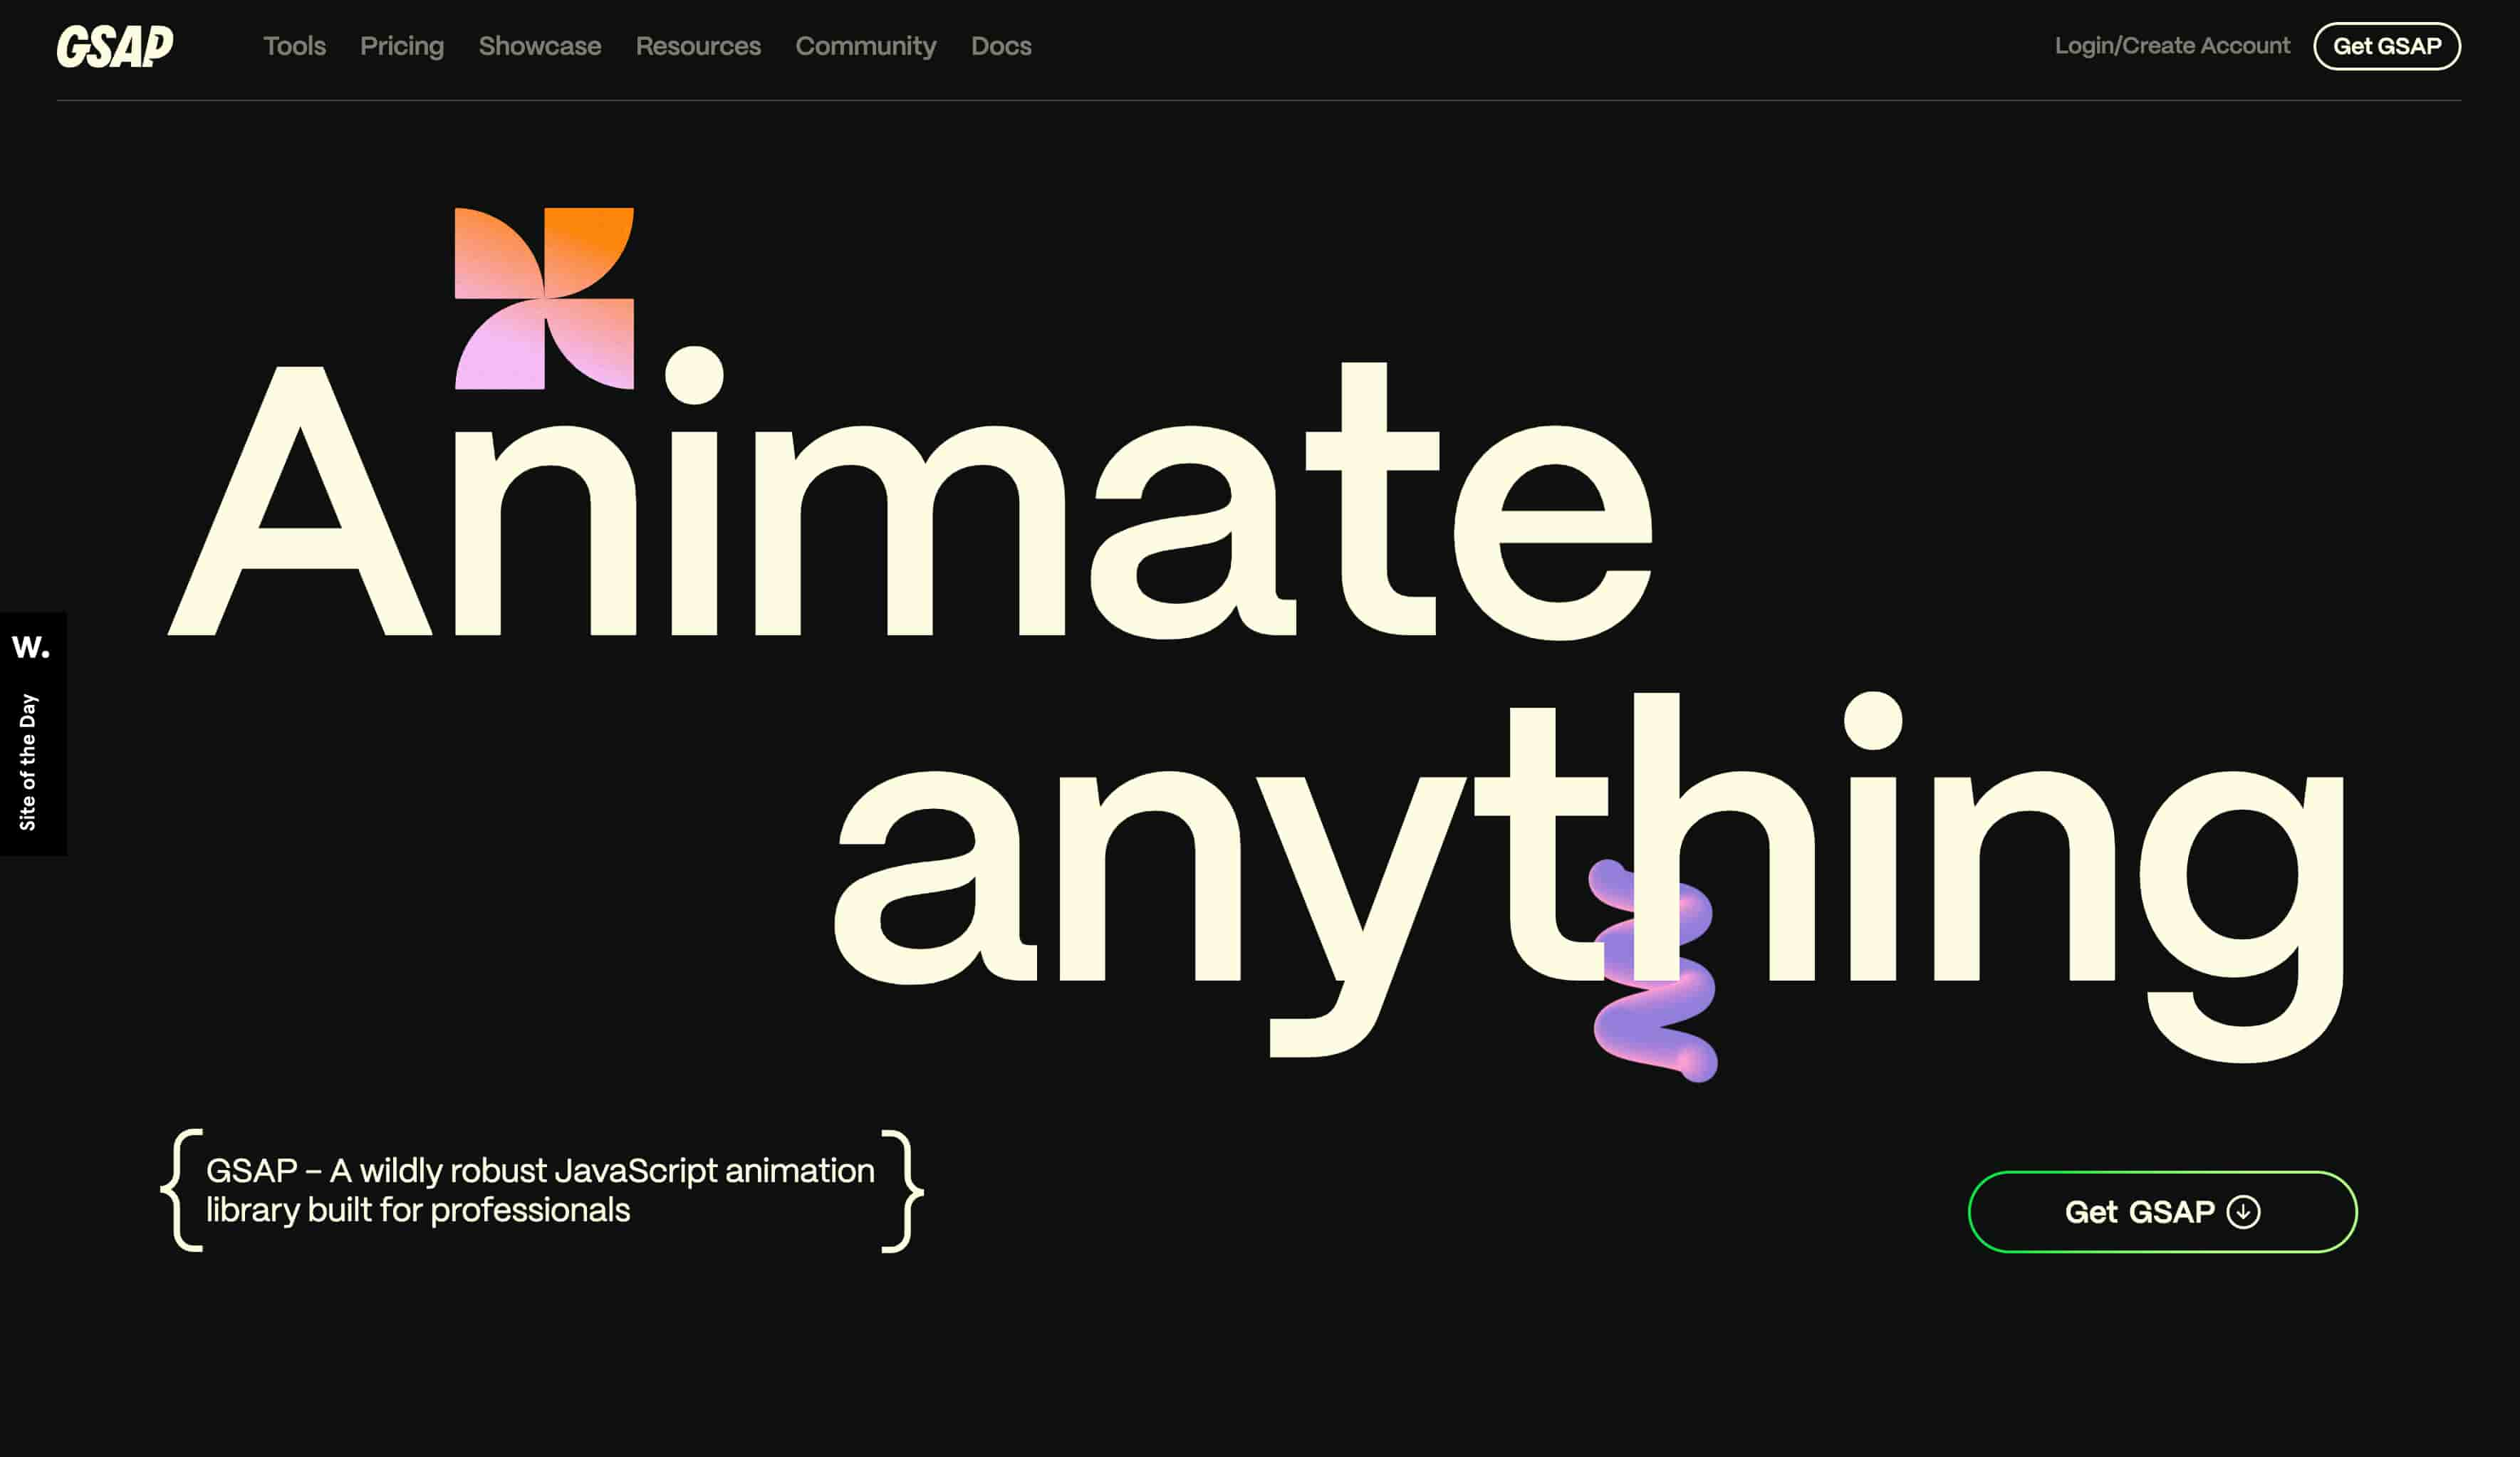 GSAP
Tools Pricing Showcase Resources Community Docs
Login/Create Account
Get GSAP
Animate
anything
W.
Site of the Day
{ GSAP – A wildly robust JavaScript animation
library built for professionals }
Get GSAP